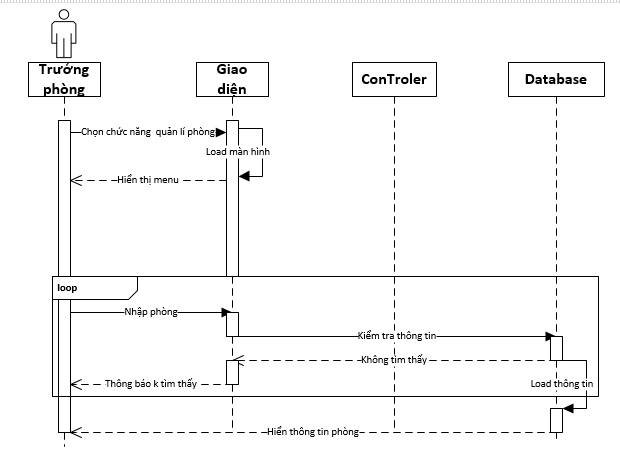 Trưởng
phòng
Giao
diện
ConTroler
Database
Chọn chức năng quản lí phòng
Load màn hình
Hiển thị menu
loop
Nhập phòng
Kiểm tra thông tin
Không tìm thấy
Thông báo k tìm thấy
Load thông tin
Hiển thông tin phòng